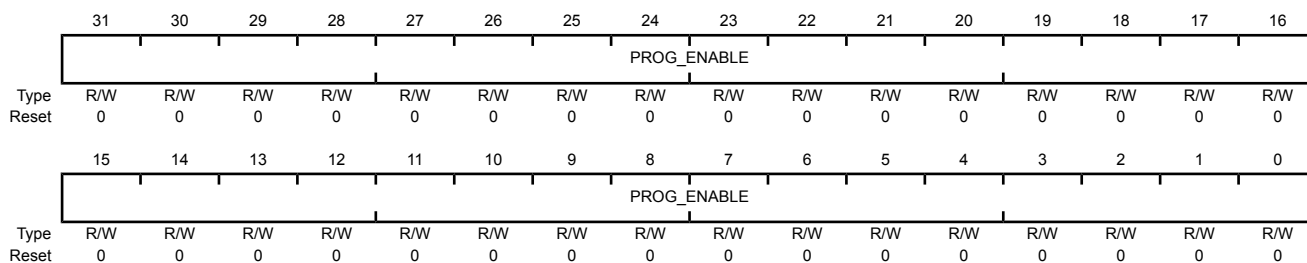 31 30 29 28 27 26 25 24 23 22 21 20 19 18 17 16
PROG_ENABLE
Type R/W R/W R/W R/W R/W R/W R/W R/W R/W R/W R/W R/W R/W R/W R/W R/W
Reset 0 0 0 0 0 0 0 0 0 0 0 0 0 0 0 0
15 14 13 12 11 10 9 8 7 6 5 4 3 2 1 0
PROG_ENABLE
Type R/W R/W R/W R/W R/W R/W R/W R/W R/W R/W R/W R/W R/W R/W R/W R/W
Reset 0 0 0 0 0 0 0 0 0 0 0 0 0 0 0 0